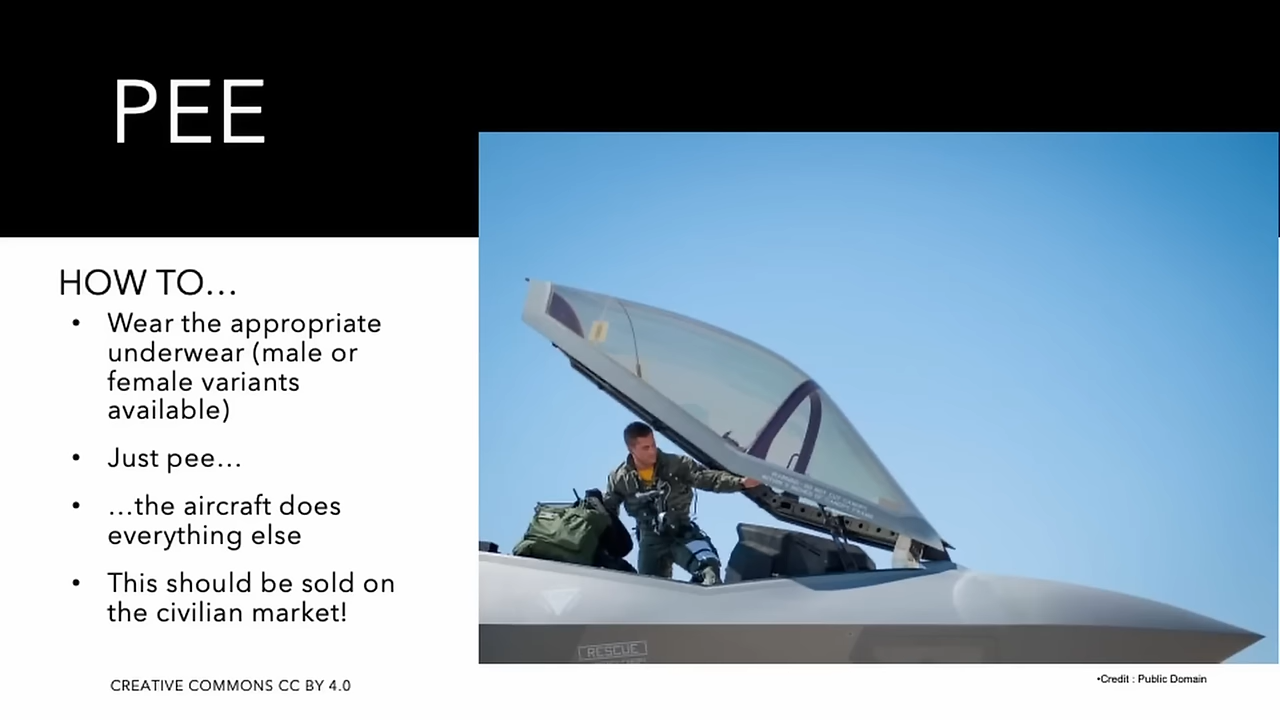 PEE
HOW TO…
• Wear the appropriate
underwear (male or
female variants
available)
• Just pee…
• …the aircraft does
everything else
• This should be sold on
the civilian market!
RESCUE
CREATIVE COMMONS CC BY 4.0
•Credit : Public Domain